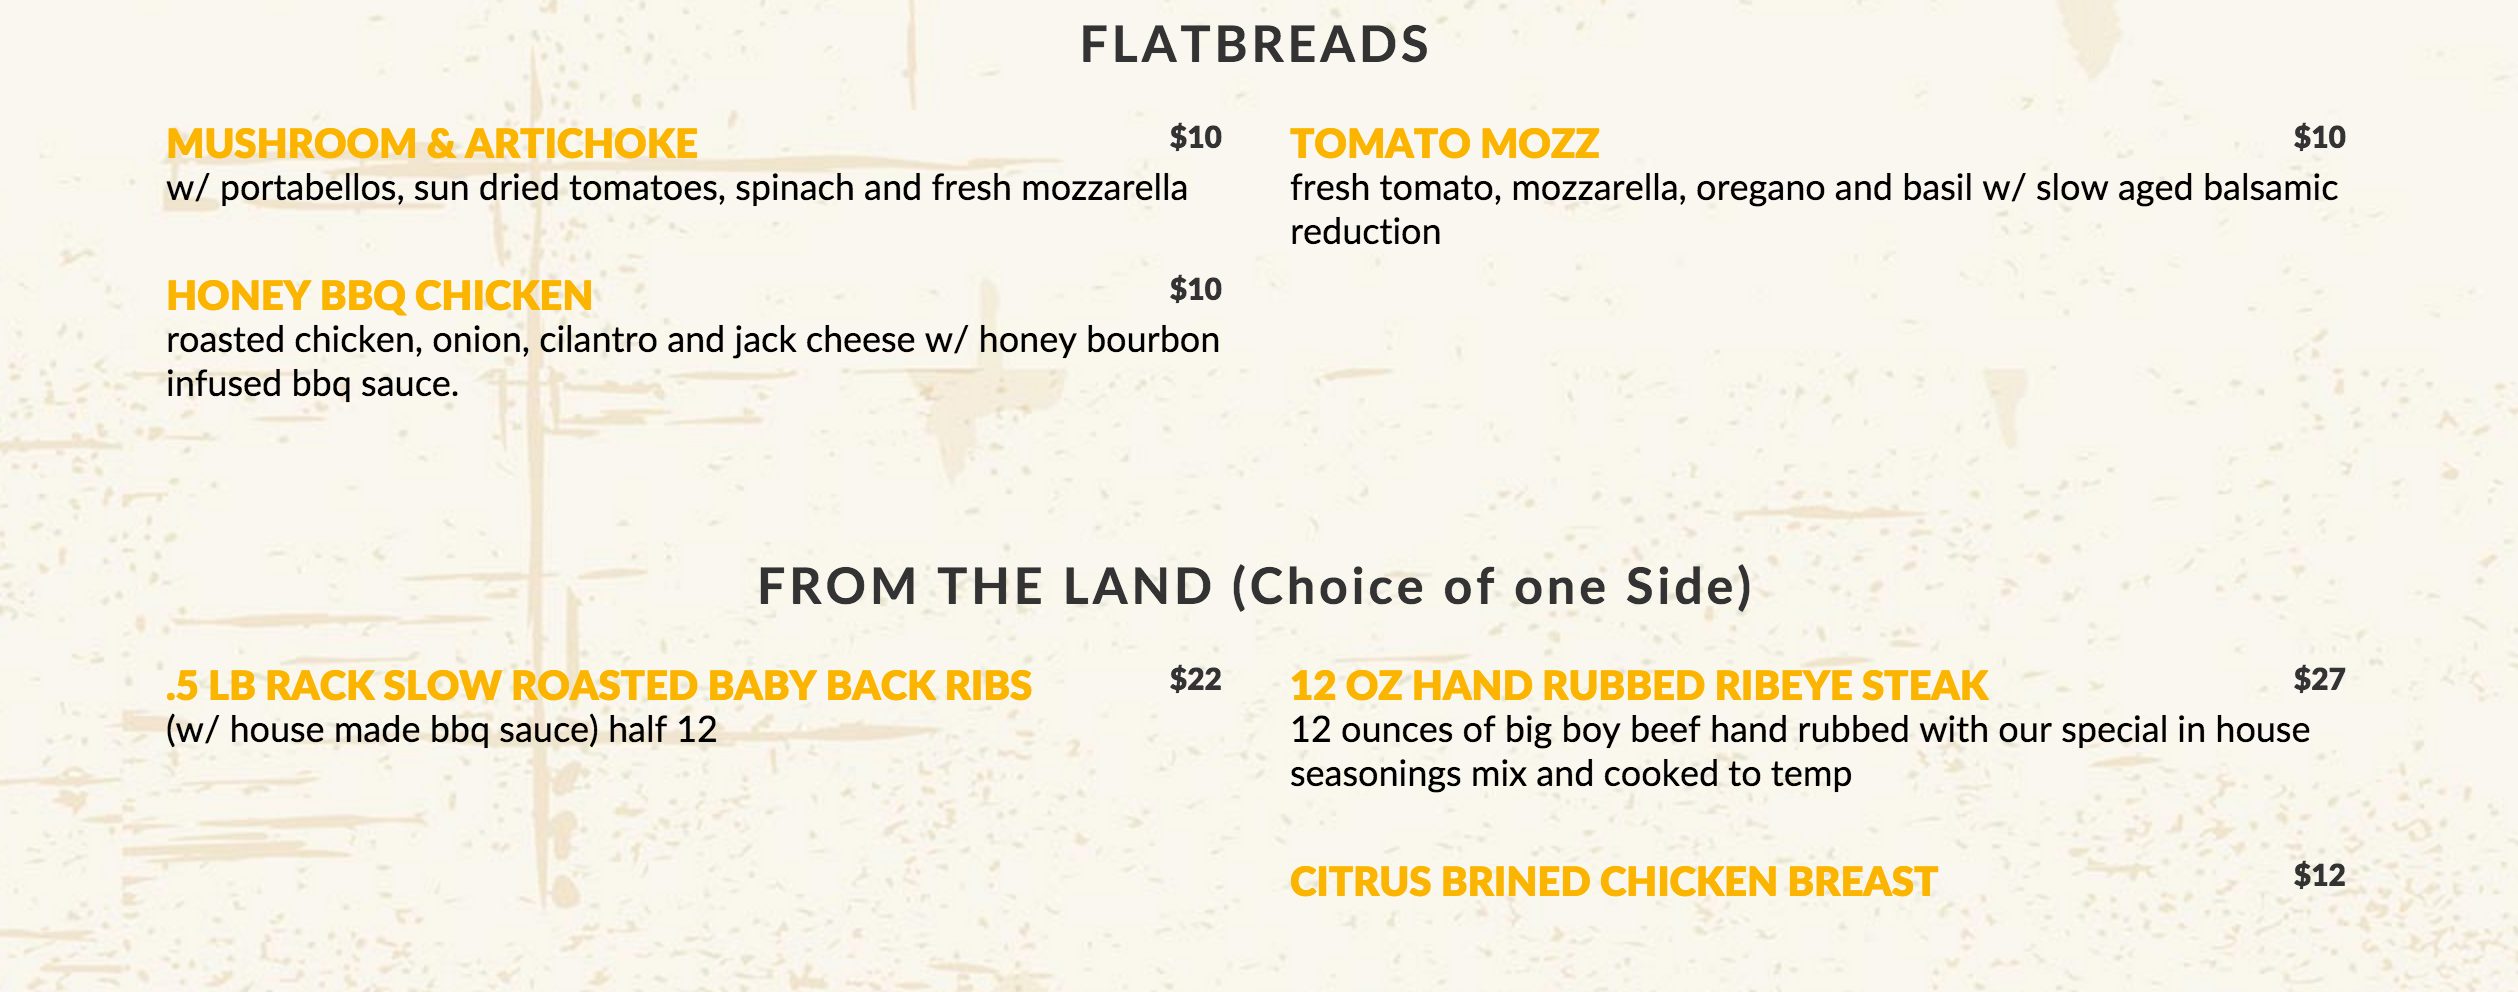 FLATBREADS
MUSHROOM & ARTICHOKE $10
w/ portabellos, sun dried tomatoes, spinach and fresh mozzarella
HONEY BBQ CHICKEN $10
roasted chicken, onion, cilantro and jack cheese w/ honey bourbon
infused bbq sauce.
TOMATO MOZZ $10
fresh tomato, mozzarella, oregano and basil w/ slow aged balsamic
reduction
FROM THE LAND (Choice of one Side)
.5 LB RACK SLOW ROASTED BABY BACK RIBS $22
(w/ house made bbq sauce) half 12
12 OZ HAND RUBBED RIBEYE STEAK $27
12 ounces of big boy beef hand rubbed with our special in house
seasonings mix and cooked to temp
CITRUS BRINED CHICKEN BREAST $12